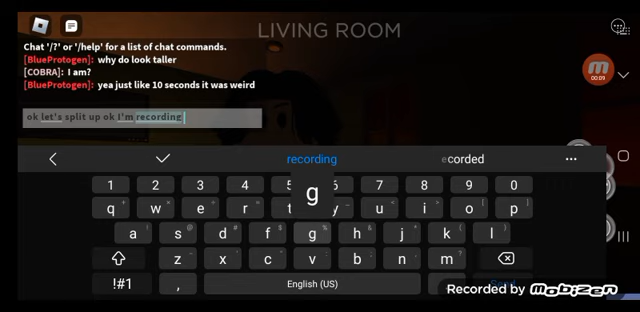 LIVING ROOM
Chat '/?' or '/help' for a list of chat commands.
[BlueProtogen]: why do look taller
[COBRA]: I am?
[BlueProtogen]: yea just like 10 seconds it was weird
00:09
ok let's split up ok I'm recording
recording
ecorded
1 2 3 4 5 6 7 8 9 0
g
q w e r t y u i o p
a s d f g h j k l
z x c v b n m
!#1 , English (US)
Recorded by Mobizen